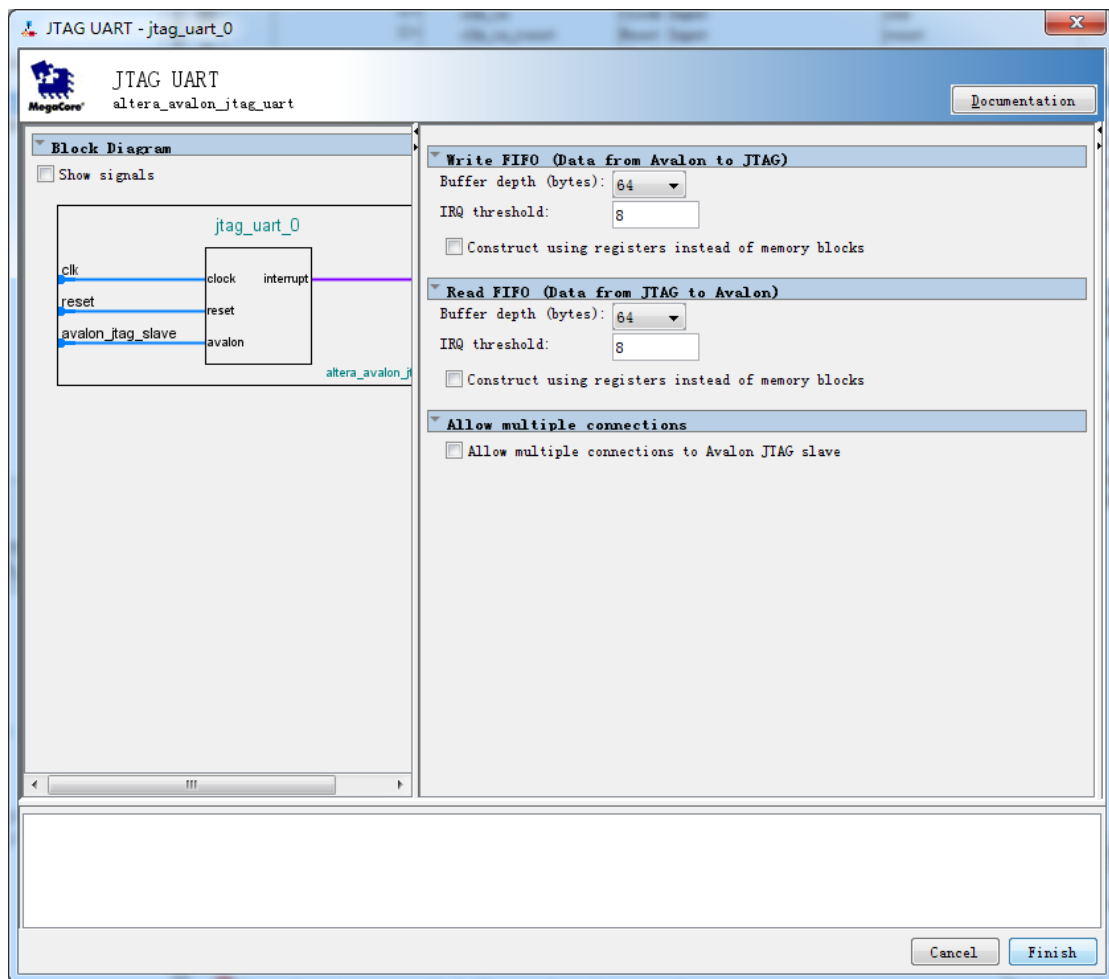 JTAG UART - jtag_uart_0
JTAG UART
altera_avalon_jtag_uart
MegaCore'
Documentation
Block Diagram
Show signals
jtag_uart_0
clk
clock
interrupt
reset
reset
avalon_jtag_slave
avalon
altera_avalon_jt
Write FIFO (Data from Avalon to JTAG)
Buffer depth (bytes): 64
IRQ threshold: 8
Construct using registers instead of memory blocks
Read FIFO (Data from JTAG to Avalon)
Buffer depth (bytes): 64
IRQ threshold: 8
Construct using registers instead of memory blocks
Allow multiple connections
Allow multiple connections to Avalon JTAG slave
Cancel
Finish